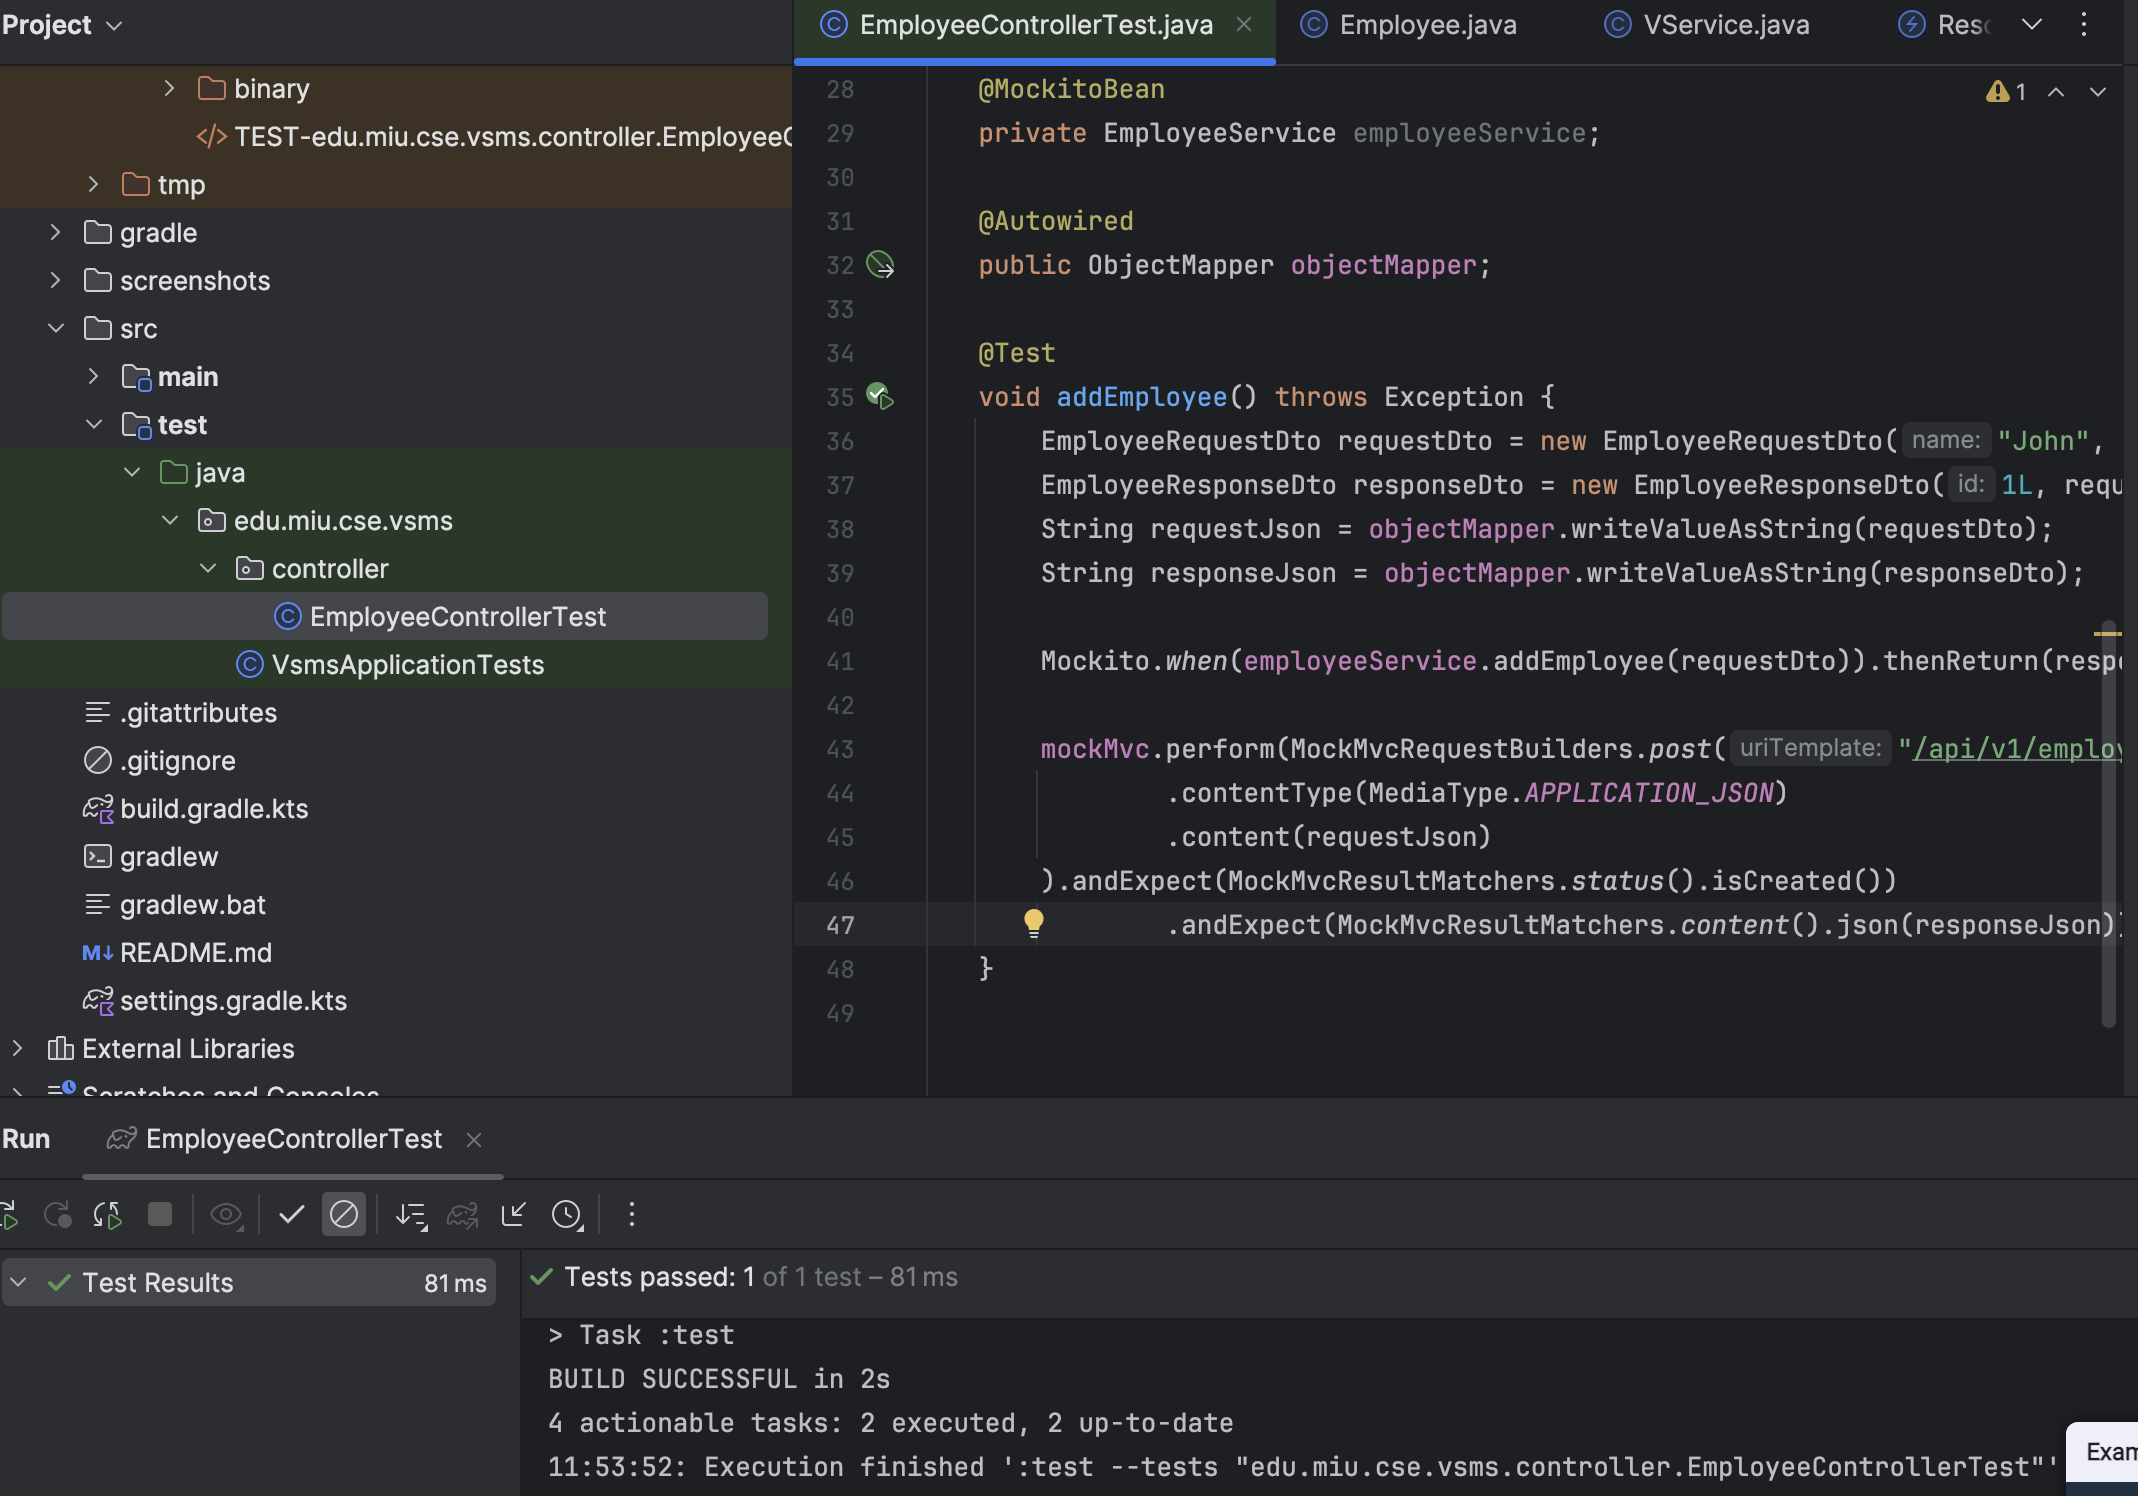 Project
binary
TEST-edu.miu.cse.vsms.controller.EmployeeC
tmp
gradle
screenshots
src
main
test
java
edu.miu.cse.vsms
controller
EmployeeControllerTest
VsmsApplicationTests
.gitattributes
.gitignore
build.gradle.kts
gradlew
gradlew.bat
README.md
settings.gradle.kts
External Libraries
Scratches and Consoles
EmployeeControllerTest.java
Employee.java
VService.java
Res
1
28 @MockitoBean
29 private EmployeeService employeeService;
30
31 @Autowired
32 public ObjectMapper objectMapper;
33
34 @Test
35 void addEmployee() throws Exception {
36 EmployeeRequestDto requestDto = new EmployeeRequestDto( name: "John",
37 EmployeeResponseDto responseDto = new EmployeeResponseDto( id: 1L, requ
38 String requestJson = objectMapper.writeValueAsString(requestDto);
39 String responseJson = objectMapper.writeValueAsString(responseDto);
40
41 Mockito.when(employeeService.addEmployee(requestDto)).thenReturn(resp
42
43 mockMvc.perform(MockMvcRequestBuilders.post( uriTemplate: "/api/v1/employ
44 .contentType(MediaType.APPLICATION_JSON)
45 .content(requestJson)
46 ).andExpect(MockMvcResultMatchers.status().isCreated())
47 .andExpect(MockMvcResultMatchers.content().json(responseJson)
48 }
49
Run
EmployeeControllerTest
Test Results 81 ms
Tests passed: 1 of 1 test – 81 ms
> Task :test
BUILD SUCCESSFUL in 2s
4 actionable tasks: 2 executed, 2 up-to-date
11:53:52: Execution finished ':test --tests "edu.miu.cse.vsms.controller.EmployeeControllerTest"'
Exam